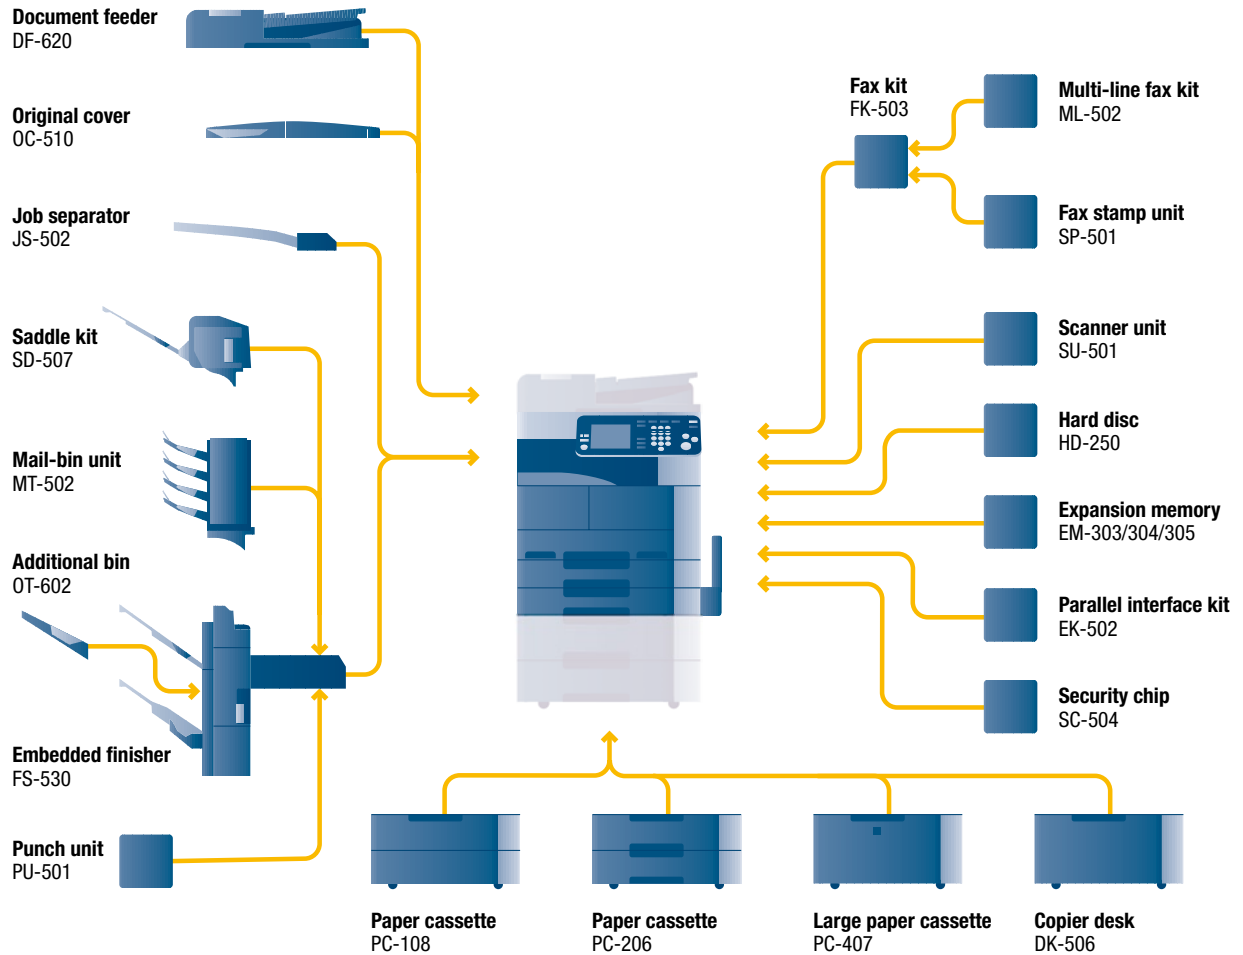 Document feeder
DF-620
Original cover
OC-510
Job separator
JS-502
Saddle kit
SD-507
Mail-bin unit
MT-502
Additional bin
OT-602
Embedded finisher
FS-530
Punch unit
PU-501
Fax kit
FK-503
Multi-line fax kit
ML-502
Fax stamp unit
SP-501
Scanner unit
SU-501
Hard disc
HD-250
Expansion memory
EM-303/304/305
Parallel interface kit
EK-502
Security chip
SC-504
Paper cassette
PC-108
Paper cassette
PC-206
Large paper cassette
PC-407
Copier desk
DK-506